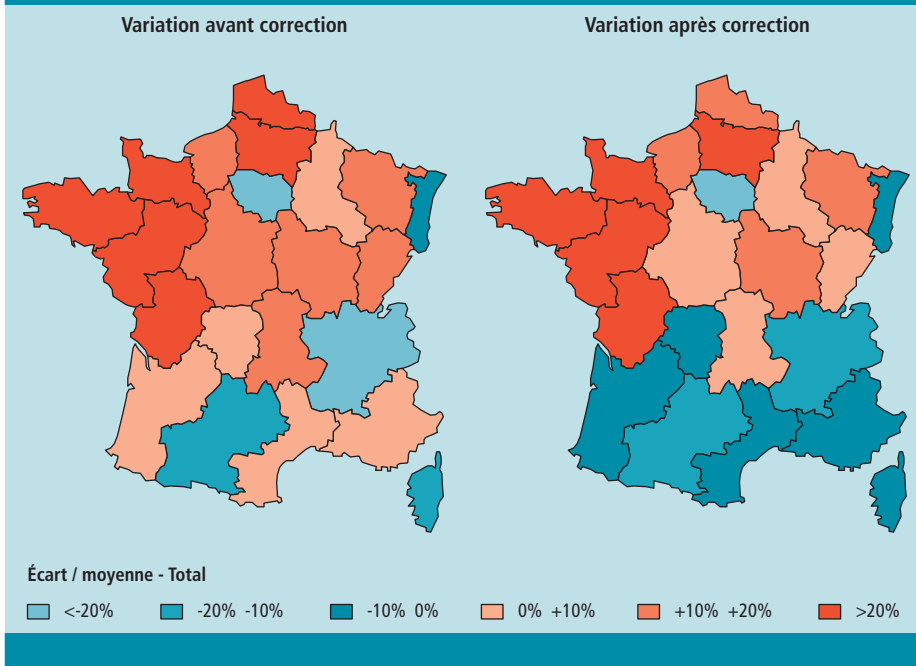 Variation avant correction
Variation après correction
Écart / moyenne - Total
<-20% -20% -10% -10% 0% 0% +10% +10% +20% >20%